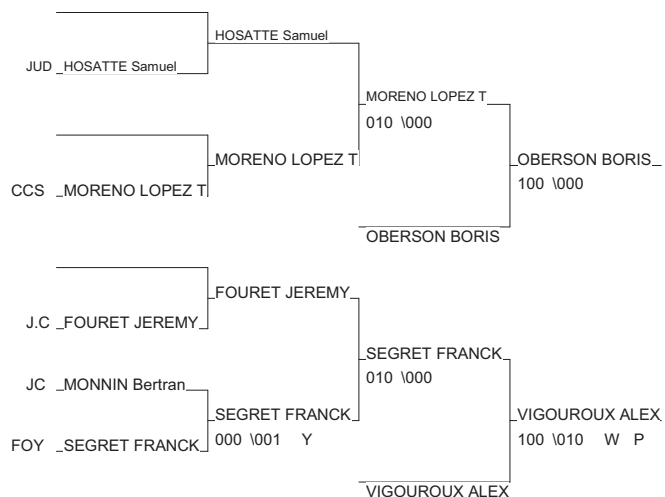 HOSATTE Samuel
JUD HOSATTE Samuel
MORENO LOPEZ T
010 \000
MORENO LOPEZ T
OBERSON BORIS
100 \000
CCS MORENO LOPEZ T
OBERSON BORIS
FOURET JEREMY
J.C FOURET JEREMY
SEGRET FRANCK
010 \000
JC MONNIN Bertran
SEGRET FRANCK
000 \001 Y
VIGOUROUX ALEX
100 \010 W P
FOY SEGRET FRANCK
VIGOUROUX ALEX